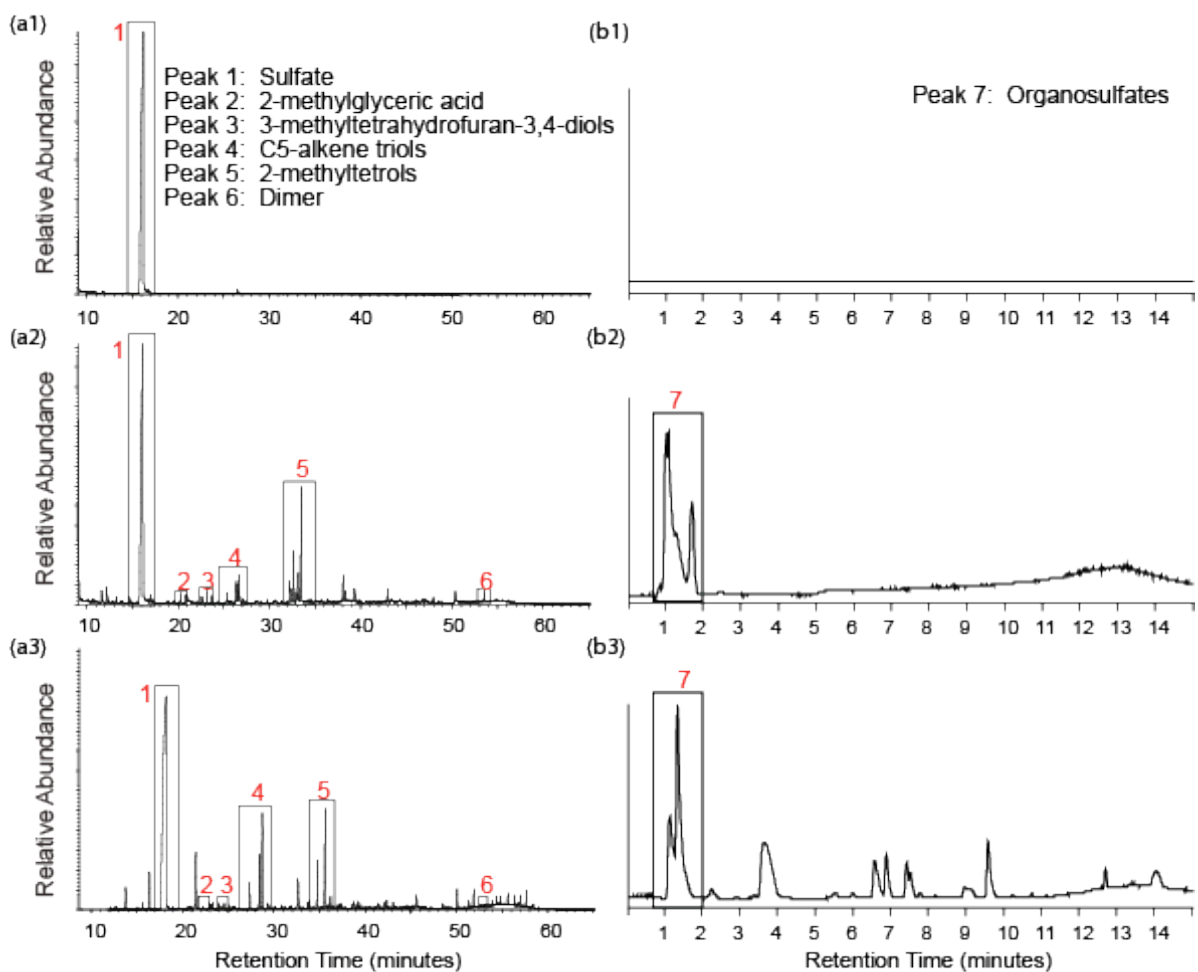 (a1)
1
Peak 1: Sulfate
Peak 2: 2-methylglyceric acid
Peak 3: 3-methyltetrahydrofuran-3,4-diols
Peak 4: C5-alkene triols
Peak 5: 2-methyltetrols
Peak 6: Dimer
Relative Abundance
10 20 30 40 50 60
(b1)
Peak 7: Organosulfates
1 2 3 4 5 6 7 8 9 10 11 12 13 14
(a2)
1
2
3
4
5
6
Relative Abundance
10 20 30 40 50 60
(b2)
7
1 2 3 4 5 6 7 8 9 10 11 12 13 14
(a3)
1
2
3
4
5
6
Relative Abundance
10 20 30 40 50 60
Retention Time (minutes)
(b3)
7
1 2 3 4 5 6 7 8 9 10 11 12 13 14
Retention Time (minutes)